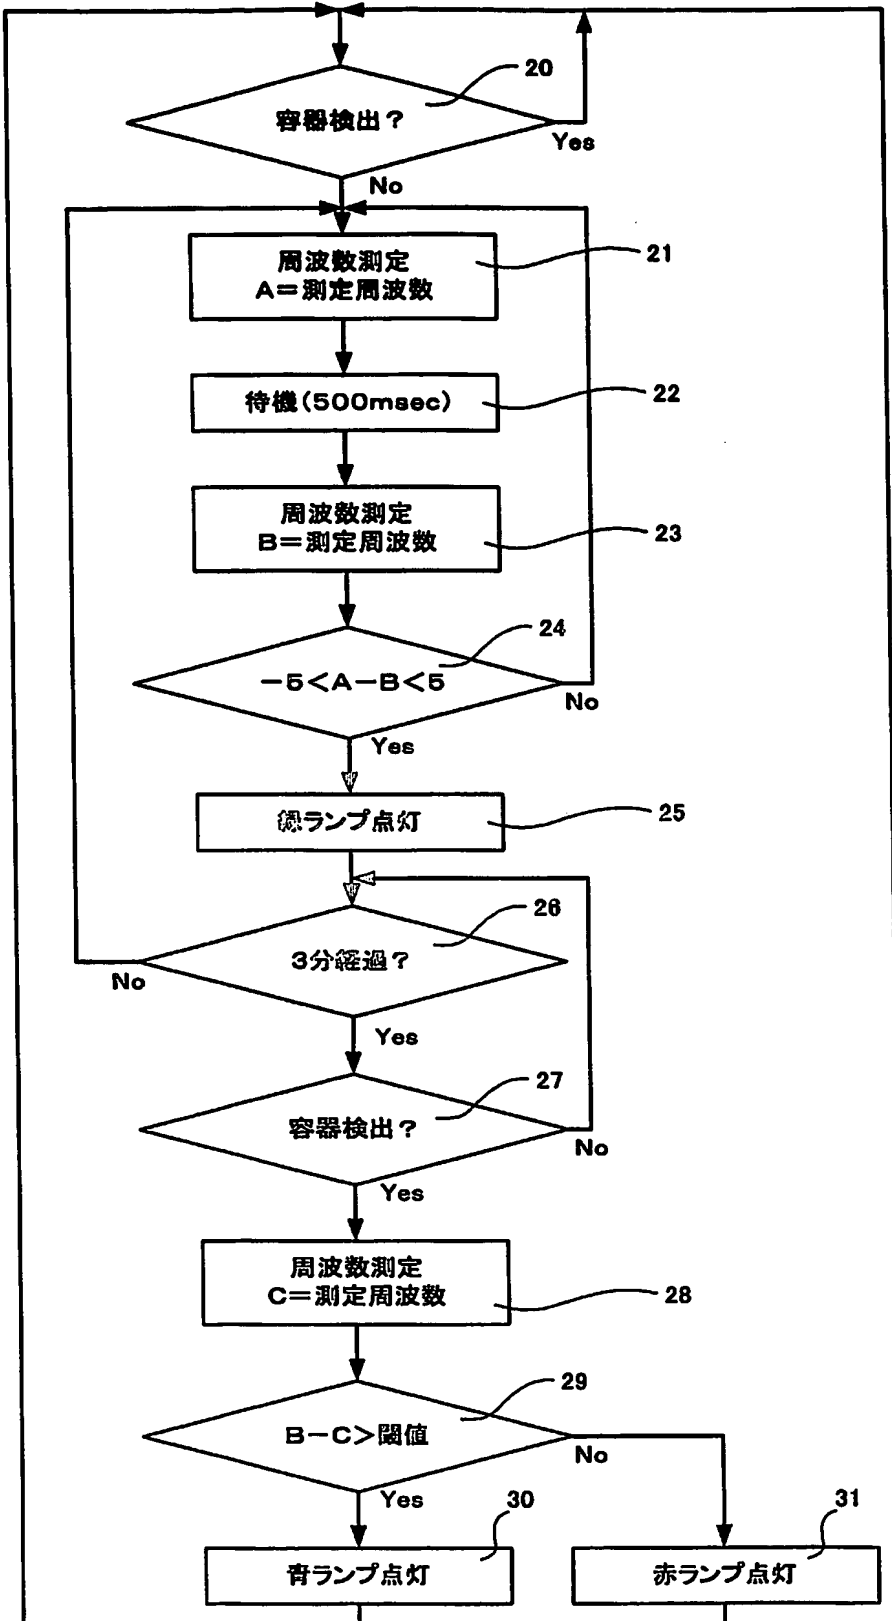 20
容器検出?
Yes
No
周波数測定
A=測定周波数
21
待機(500msec)
22
周波数測定
B=測定周波数
23
24
-5<A-B<5
No
Yes
緑ランプ点灯
25
26
3分経過?
No
Yes
27
容器検出?
No
Yes
周波数測定
C=測定周波数
28
29
B-C>閾値
No
Yes
30
31
青ランプ点灯
赤ランプ点灯